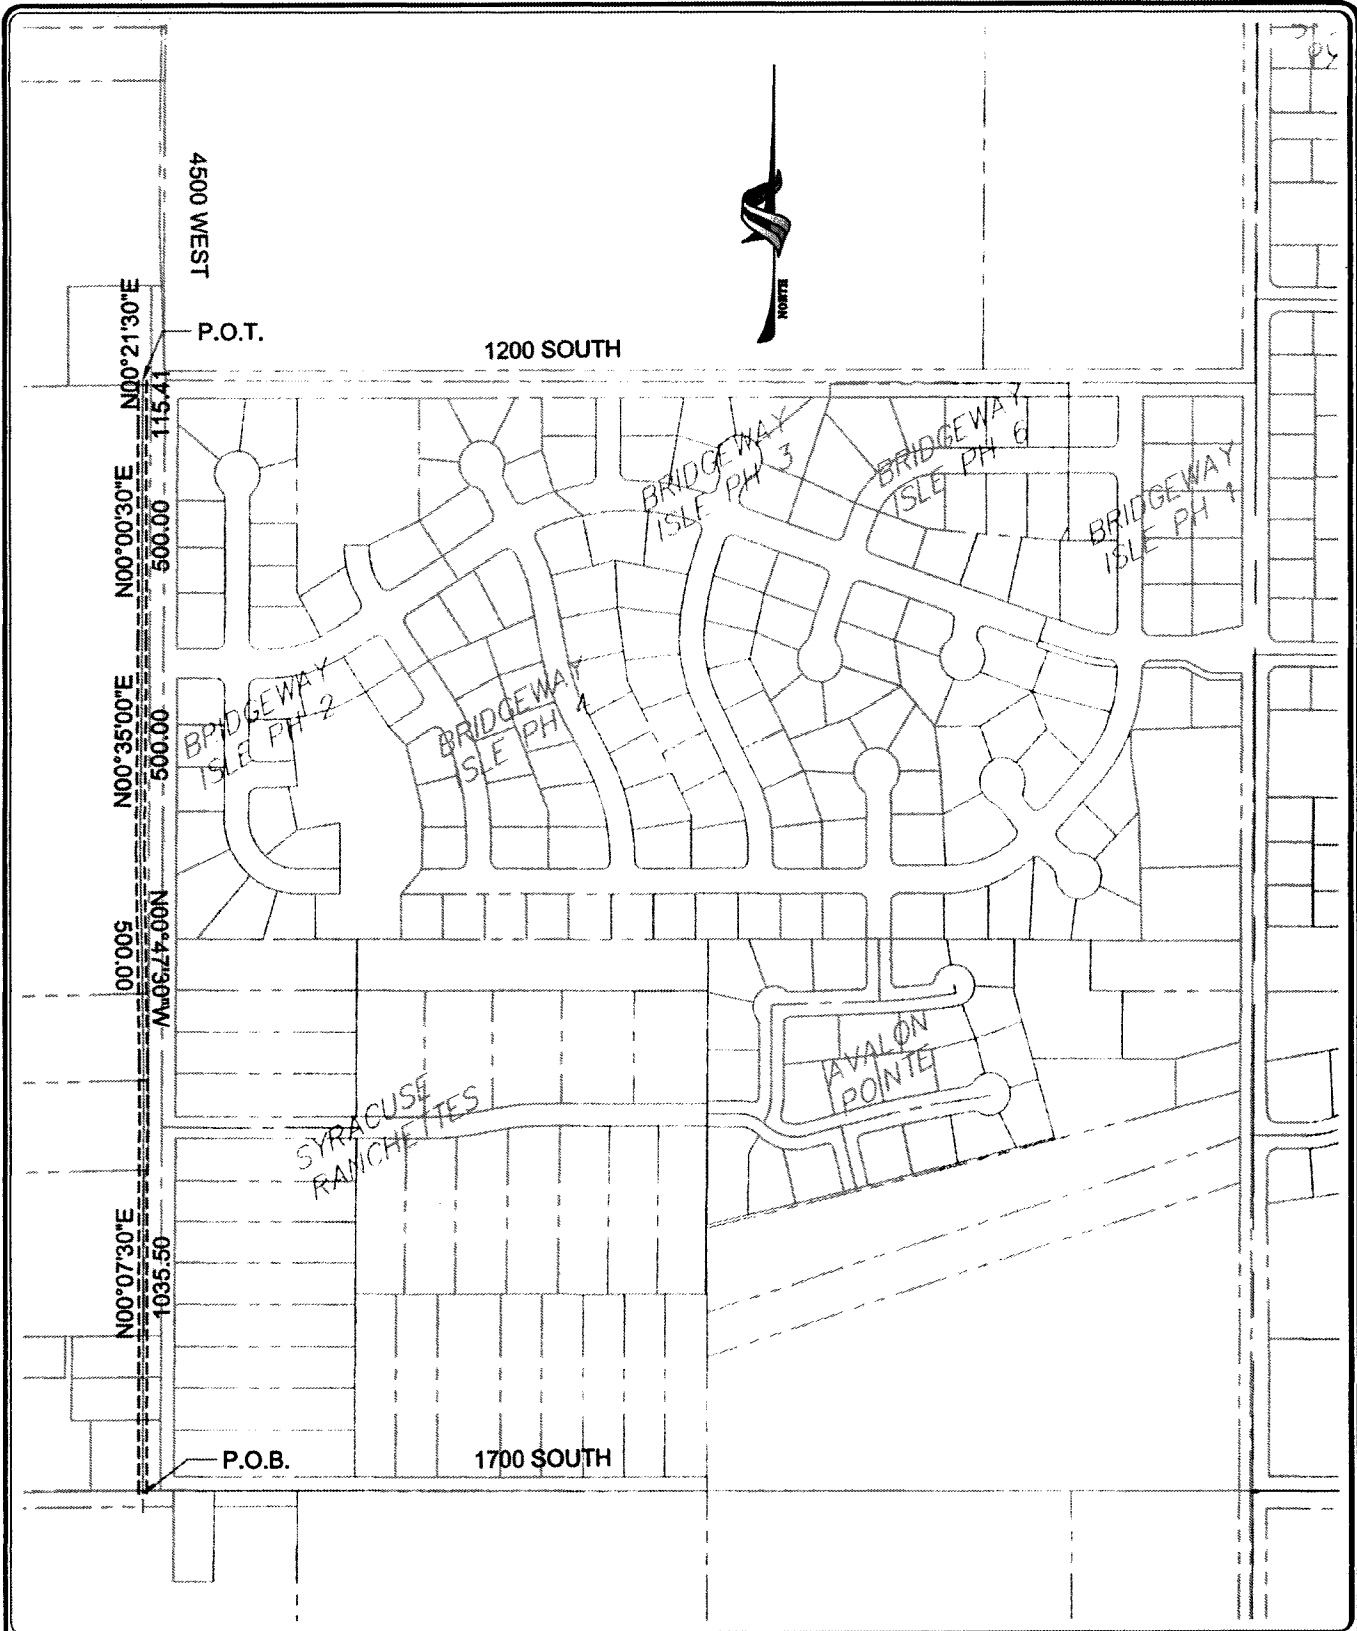 4500 WEST
NORTH
P.O.T.
1200 SOUTH
N00°21'30"E
115.41
N00°00'30"E
500.00
N00°35'00"E
500.00
N00°47'30"W
500.00
N00°07'30"E
1035.50
BRIDGEWAY
ISLE PH 3
BRIDGEWAY
ISLE PH 6
BRIDGEWAY
ISLE PH 1
BRIDGEWAY
ISLE PH 2
BRIDGEWAY
ISLE PH 4
AVALON
POINTE
SYRACUSE
RANCHETTES
P.O.B.
1700 SOUTH